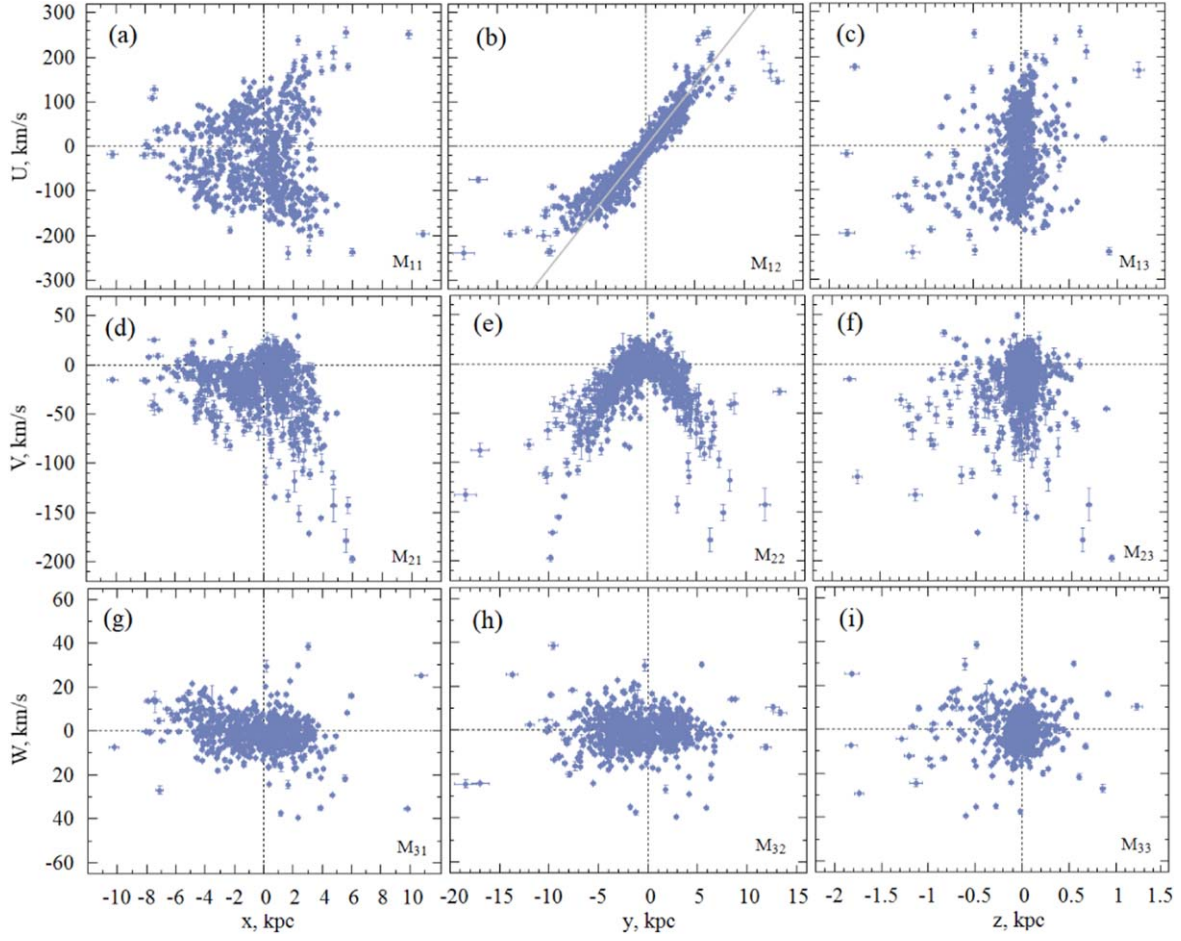 300
200
100
0
-100
-200
-300
U, km/s
(a)
M11
(b)
M12
(c)
M13
50
0
-50
-100
-150
-200
V, km/s
(d)
M21
(e)
M22
(f)
M23
60
40
20
0
20
-40
-60
W, km/s
(g)
M31
(h)
M32
(i)
M33
-10 -8 -6 -4 -2 0 2 4 6 8 10
x, kpc
-20 -15 -10 -5 0 5 10 15
y, kpc
-2 -1.5 -1 -0.5 0 0.5 1 1.5
z, kpc